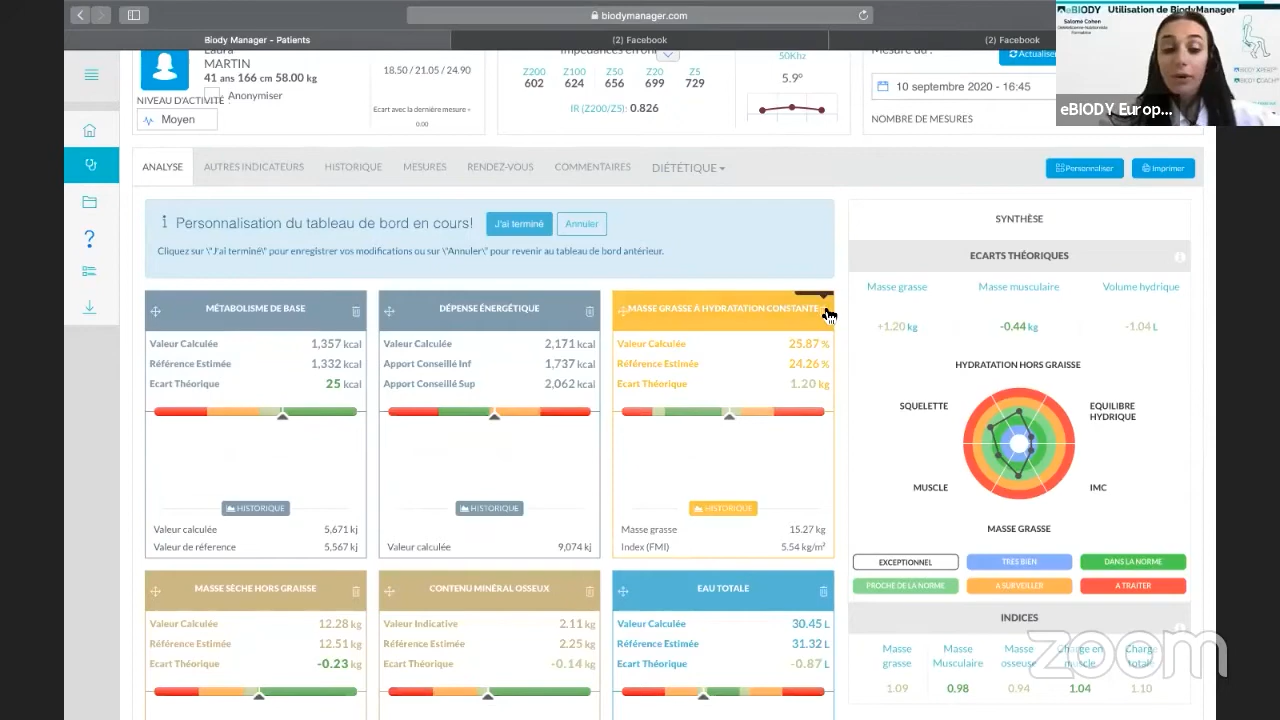 biodymanager.com
Biody Manager - Patients
(2) Facebook
(2) Facebook
eBIODY Utilisation de BiodyManager
Salomé Cohen
eBIODY Europ...
Laura
MARTIN
41 ans 166 cm 58.00 kg
Anonymiser
NIVEAU D'ACTIVITÉ
Moyen
18.50 / 21.05 / 24.90
Ecart avec la dernière mesure =
0.00
Z200 Z100 Z50 Z20 Z5
602 624 656 699 729
IR (Z200/Z5): 0.826
50Khz
5.9°
Mesure du :
Actualiser
10 septembre 2020 - 16:45
NOMBRE DE MESURES
ANALYSE AUTRES INDICATEURS HISTORIQUE MESURES RENDEZ-VOUS COMMENTAIRES DIÉTÉTIQUE
Personnaliser Imprimer
Personnalisation du tableau de bord en cours! J'ai terminé Annuler
Cliquez sur \"J'ai terminé\" pour enregistrer vos modifications ou sur \"Annuler\" pour revenir au tableau de bord antérieur.
MÉTABOLISME DE BASE
Valeur Calculée 1,357 kcal
Référence Estimée 1,332 kcal
Ecart Théorique 25 kcal
HISTORIQUE
Valeur calculée 5,671 kj
Valeur de réference 5,567 kj
DÉPENSE ÉNERGÉTIQUE
Valeur Calculée 2,171 kcal
Apport Conseillé Inf 1,737 kcal
Apport Conseillé Sup 2,062 kcal
HISTORIQUE
Valeur calculée 9,074 kj
MASSE GRASSE À HYDRATATION CONSTANTE
Valeur Calculée 25.87 %
Référence Estimée 24.26 %
Ecart Théorique 1.20 kg
HISTORIQUE
Masse grasse 15.27 kg
Index (FMI) 5.54 kg/m²
MASSE SÈCHE HORS GRAISSE
Valeur Calculée 12.28 kg
Référence Estimée 12.51 kg
Ecart Théorique -0.23 kg
CONTENU MINÉRAL OSSEUX
Valeur Indicative 2.11 kg
Référence Estimée 2.25 kg
Ecart Théorique -0.14 kg
EAU TOTALE
Valeur Calculée 30.45 L
Référence Estimée 31.32 L
Ecart Théorique -0.87 L
SYNTHÈSE
ECARTS THÉORIQUES
Masse grasse Masse musculaire Volume hydrique
+1.20 kg -0.44 kg -1.04 L
HYDRATATION HORS GRAISSE
SQUELETTE
EQUILIBRE
HYDRIQUE
MUSCLE
IMC
MASSE GRASSE
EXCEPTIONNEL TRES BIEN DANS LA NORME
PROCHE DE LA NORME A SURVEILLER A TRAITER
INDICES
Masse grasse
Masse Musculaire
Masse osseuse
Charge en muscle
Charge totale
1.09 0.98 0.94 1.04 1.10
zoom